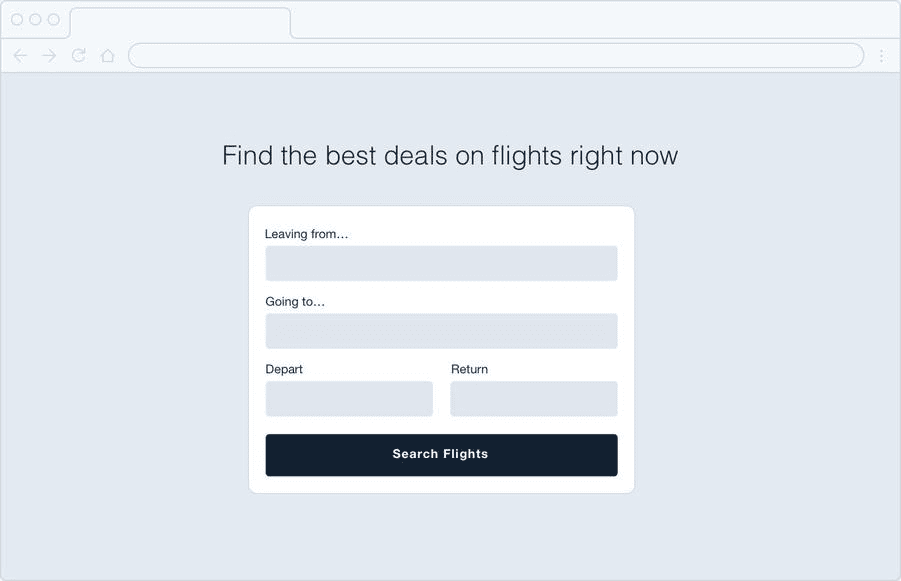 Find the best deals on flights right now
Leaving from…
Going to…
Depart
Return
Search Flights